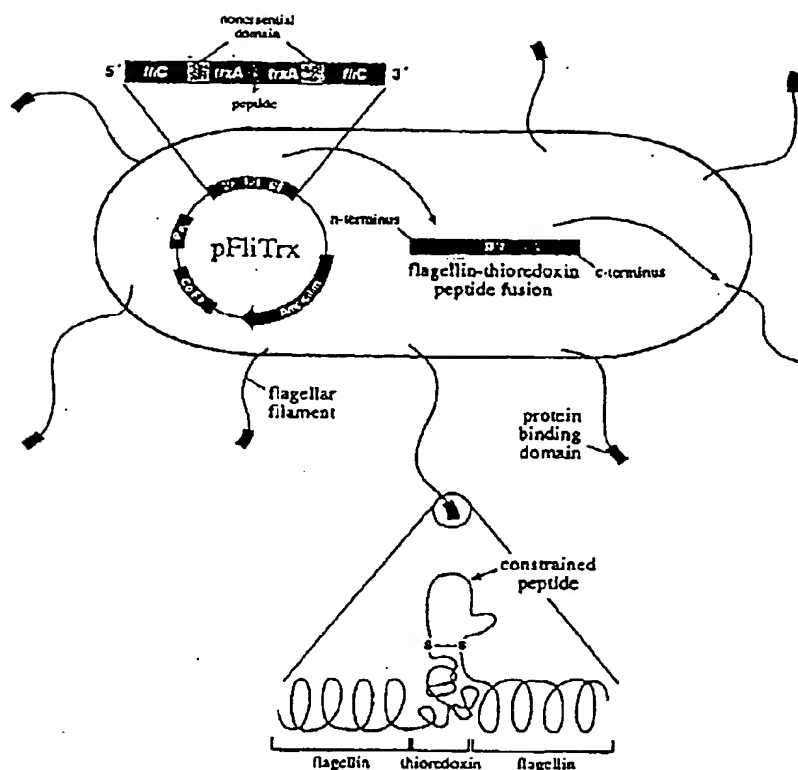 nonessential
domain
5' fliC trxA trxA fliC 3'
peptide
pFliTrx
n-terminus
flagellin-thioredoxin
peptide fusion
c-terminus
flagellar
filament
protein
binding
domain
constrained
peptide
S S
flagellin thioredoxin flagellin